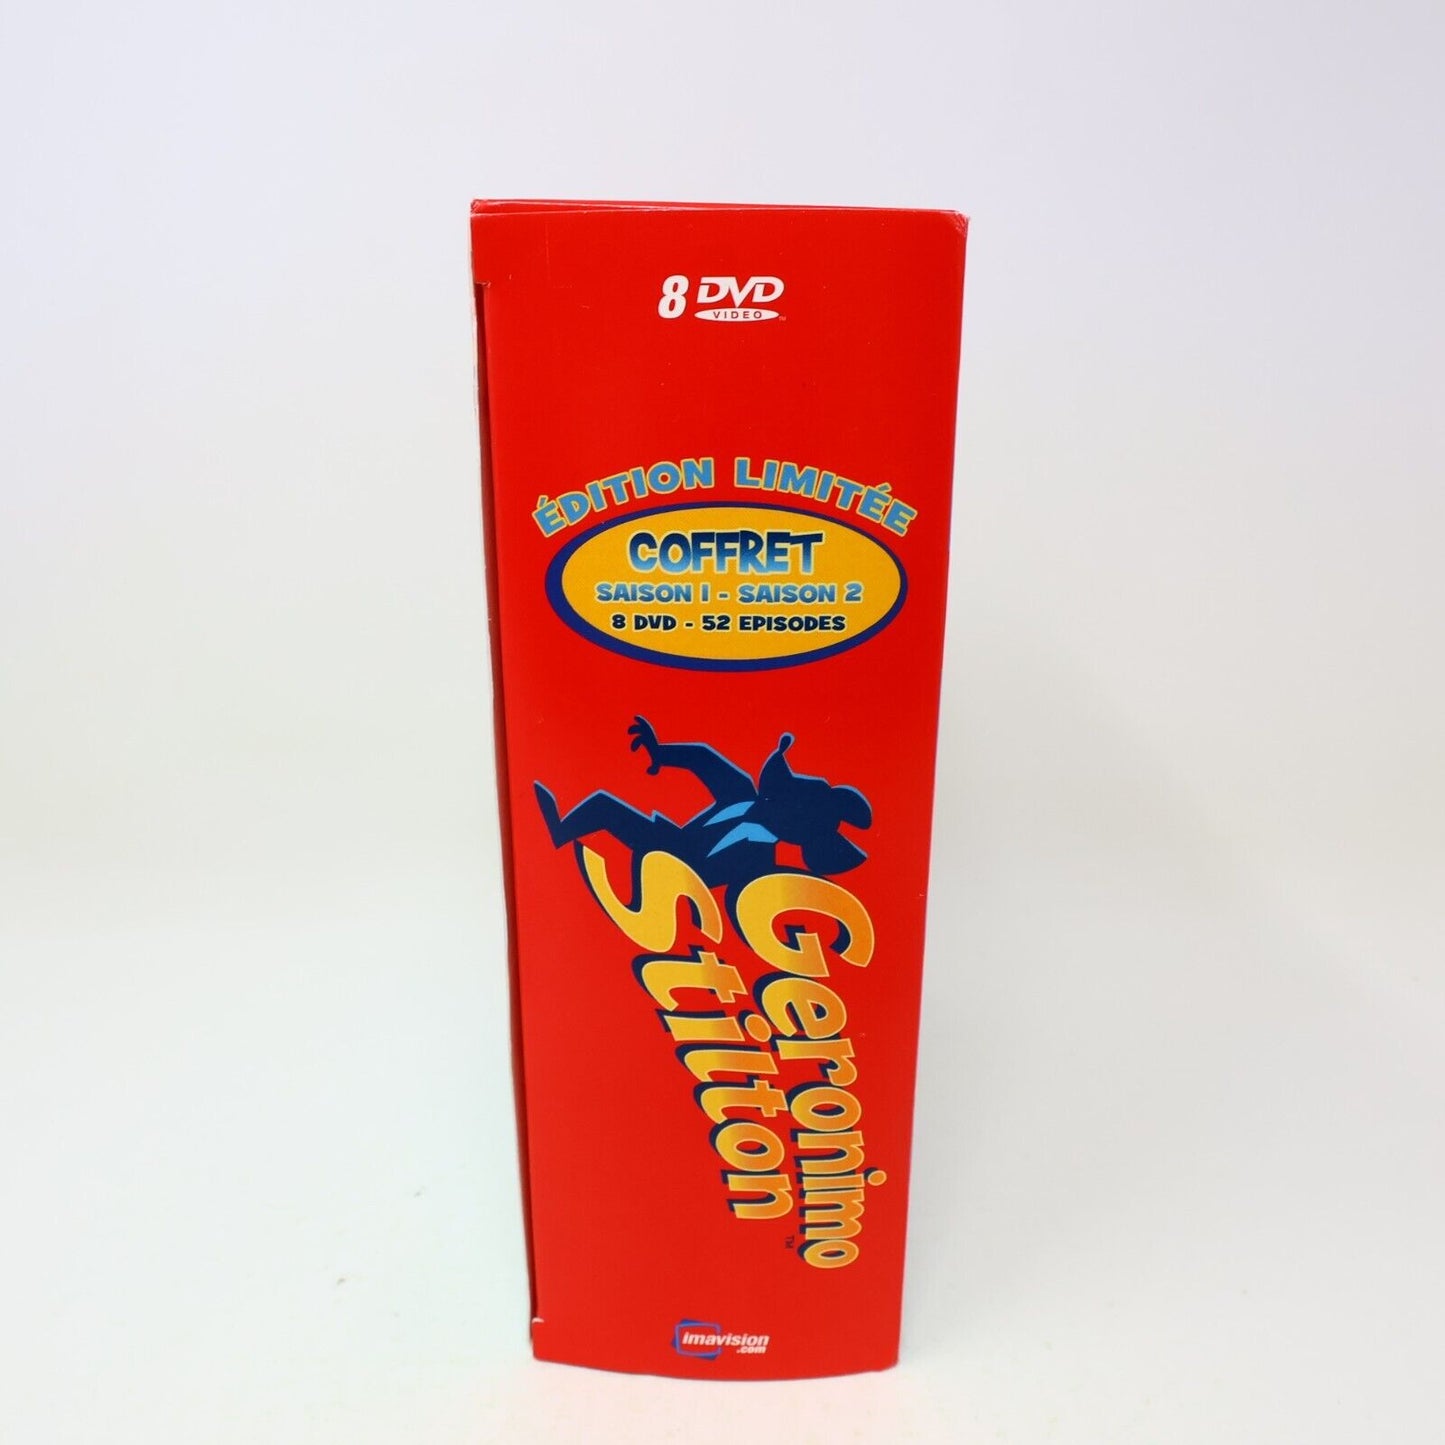 8 DVD
VIDEO TM
ÉDITION LIMITÉE
COFFRET
SAISON 1 - SAISON 2
8 DVD - 52 EPISODES
Geronimo
Stilton TM
imavision
.com